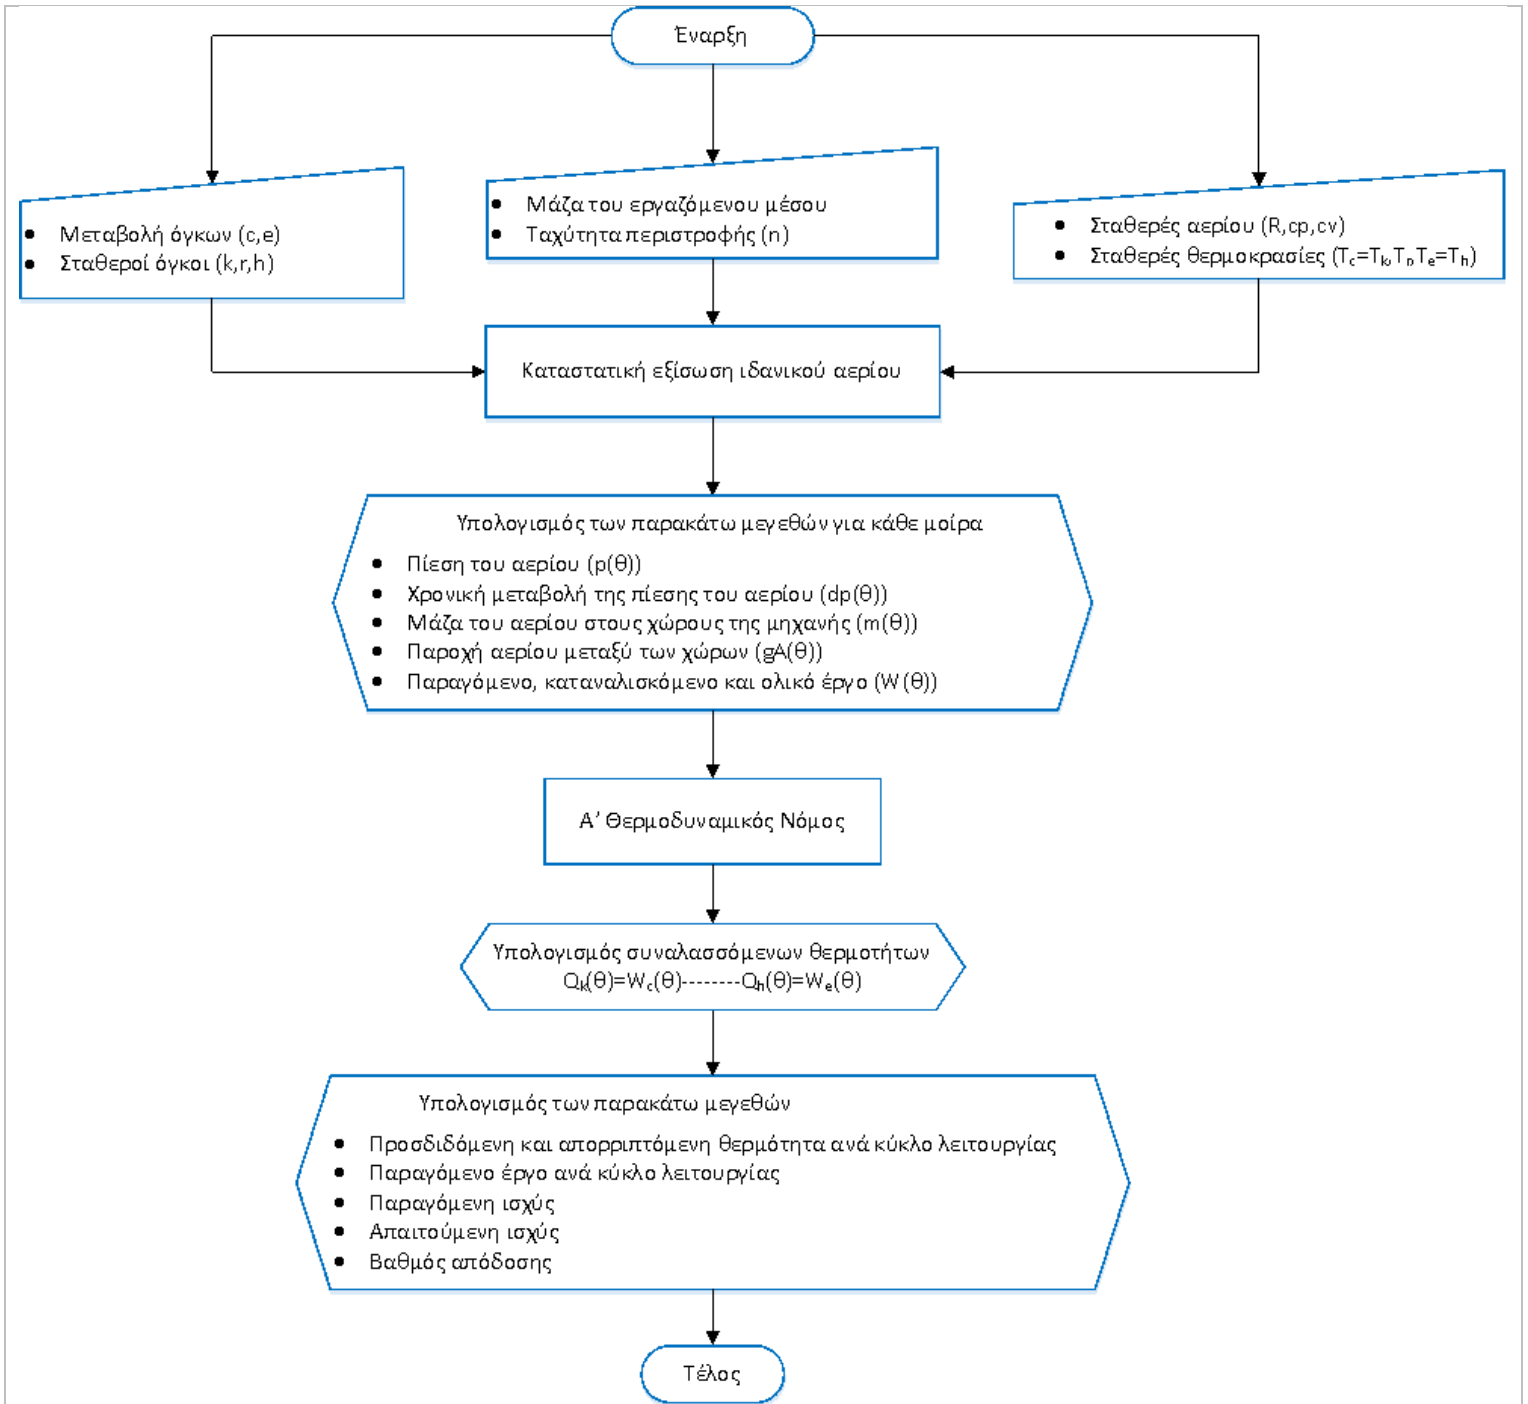 Έναρξη
• Μεταβολή όγκων (c,e)
• Σταθεροί όγκοι (k,r,h)
• Μάζα του εργαζόμενου μέσου
• Ταχύτητα περιστροφής (n)
• Σταθερές αερίου (R,cp,cv)
• Σταθερές θερμοκρασίες (Tc=Tk,Tr,Te=Th)
Καταστατική εξίσωση ιδανικού αερίου
Υπολογισμός των παρακάτω μεγεθών για κάθε μοίρα
• Πίεση του αερίου (p(θ))
• Χρονική μεταβολή της πίεσης του αερίου (dp(θ))
• Μάζα του αερίου στους χώρους της μηχανής (m(θ))
• Παροχή αερίου μεταξύ των χώρων (gA(θ))
• Παραγόμενο, καταναλισκόμενο και ολικό έργο (W(θ))
Α’ Θερμοδυναμικός Νόμος
Υπολογισμός συναλασσόμενων θερμοτήτων
Qk(θ)=Wc(θ)--------Qh(θ)=We(θ)
Υπολογισμός των παρακάτω μεγεθών
• Προσδιδόμενη και απορριπτόμενη θερμότητα ανά κύκλο λειτουργίας
• Παραγόμενο έργο ανά κύκλο λειτουργίας
• Παραγόμενη ισχύς
• Απαιτούμενη ισχύς
• Βαθμός απόδοσης
Τέλος